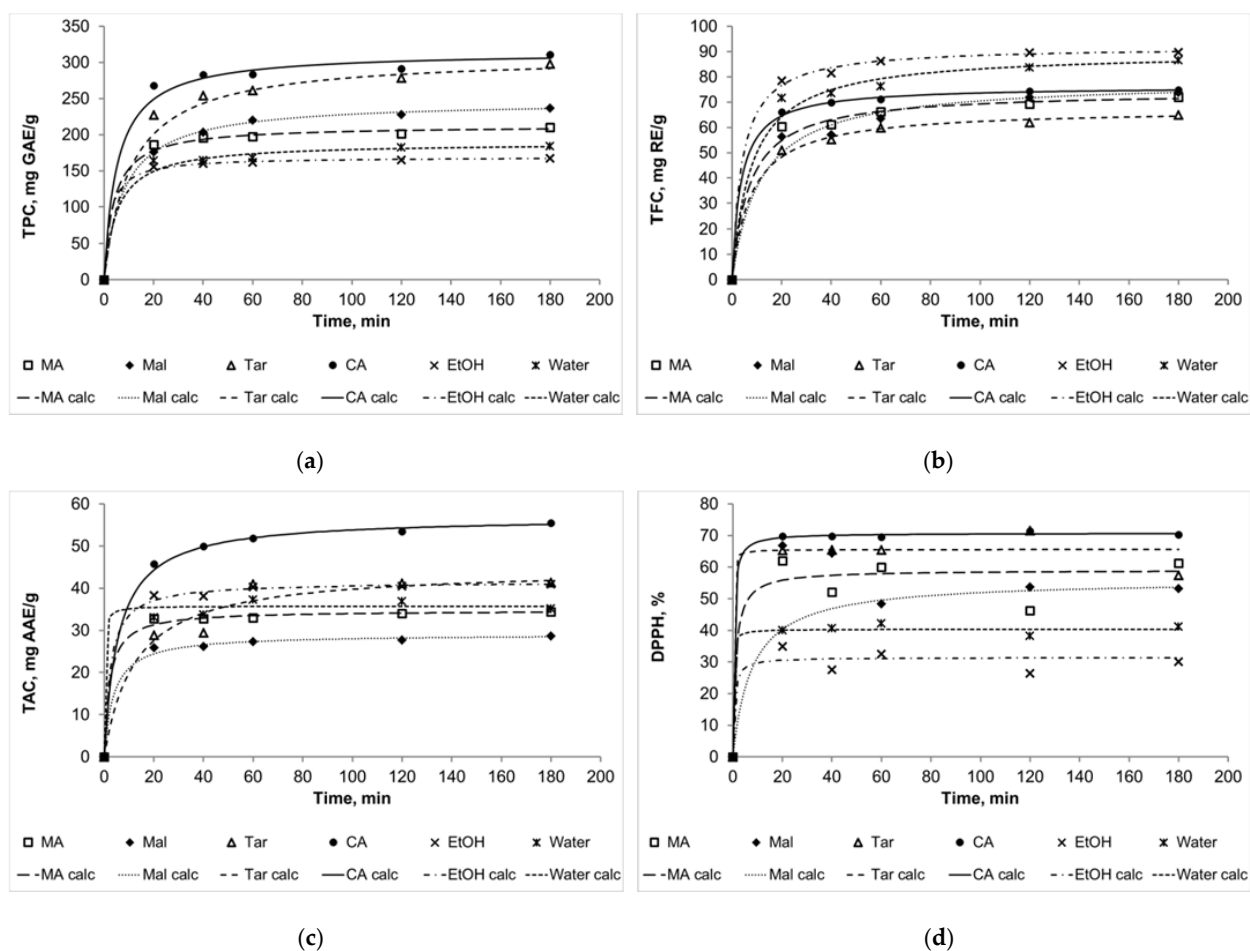 TPC, mg GAE/g
350
300
250
200
150
100
50
0
0 20 40 60 80 100 120 140 160 180 200
Time, min
MA Mal Tar CA EtOH Water
MA calc Mal calc Tar calc CA calc EtOH calc Water calc
(a)
TFC, mg RE/g
100
90
80
70
60
50
40
30
20
10
0
0 20 40 60 80 100 120 140 160 180 200
Time, min
MA Mal Tar CA EtOH Water
MA calc Mal calc Tar calc CA calc EtOH calc Water calc
(b)
TAC, mg AAE/g
60
50
40
30
20
10
0
0 20 40 60 80 100 120 140 160 180 200
Time, min
MA Mal Tar CA EtOH Water
MA calc Mal calc Tar calc CA calc EtOH calc Water calc
(c)
DPPH, %
80
70
60
50
40
30
20
10
0
0 20 40 60 80 100 120 140 160 180 200
Time, min
MA Mal Tar CA EtOH Water
MA calc Mal calc Tar calc CA calc EtOH calc Water calc
(d)